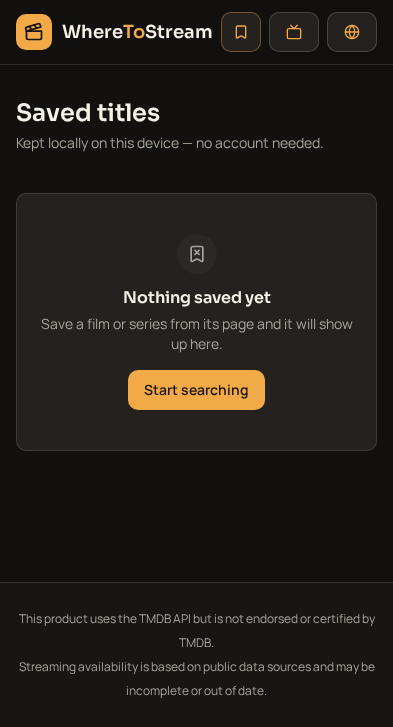 WhereToStream
Saved titles
Kept locally on this device — no account needed.
Nothing saved yet
Save a film or series from its page and it will show
up here.
Start searching
This product uses the TMDB API but is not endorsed or certified by
TMDB.
Streaming availability is based on public data sources and may be
incomplete or out of date.